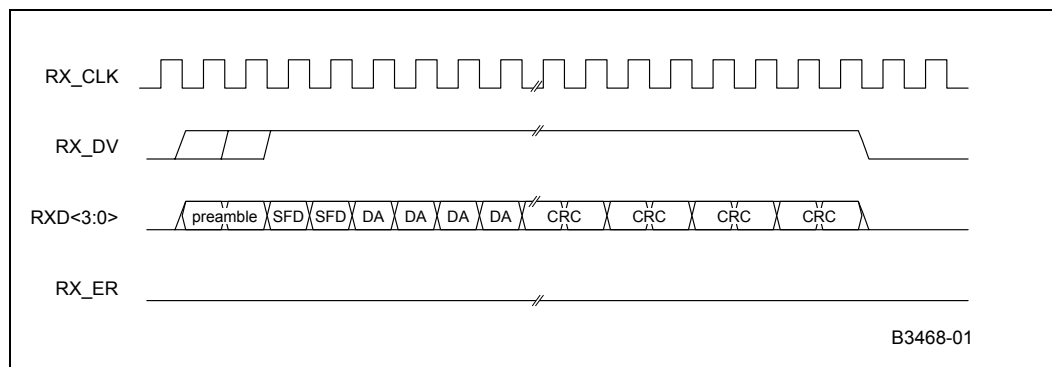 RX_CLK
RX_DV
RXD<3:0> preamble SFD SFD DA DA DA DA CRC CRC CRC CRC
RX_ER
B3468-01